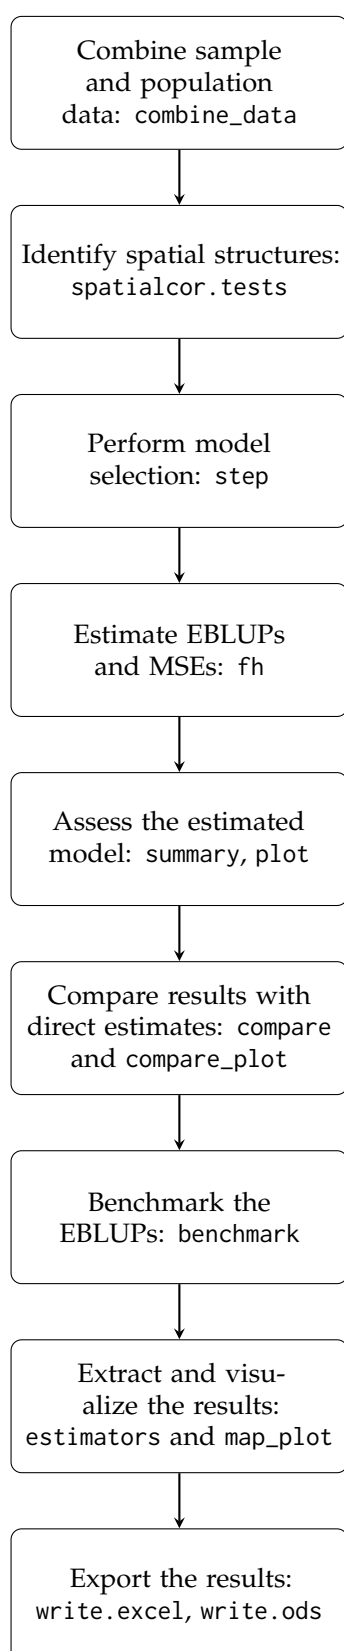 Combine sample
and population
data: combine_data
Identify spatial structures:
spatialcor.tests
Perform model
selection: step
Estimate EBLUPs
and MSEs: fh
Assess the estimated
model: summary, plot
Compare results with
direct estimates: compare
and compare_plot
Benchmark the
EBLUPs: benchmark
Extract and visu-
alize the results:
estimators and map_plot
Export the results:
write.excel, write.ods